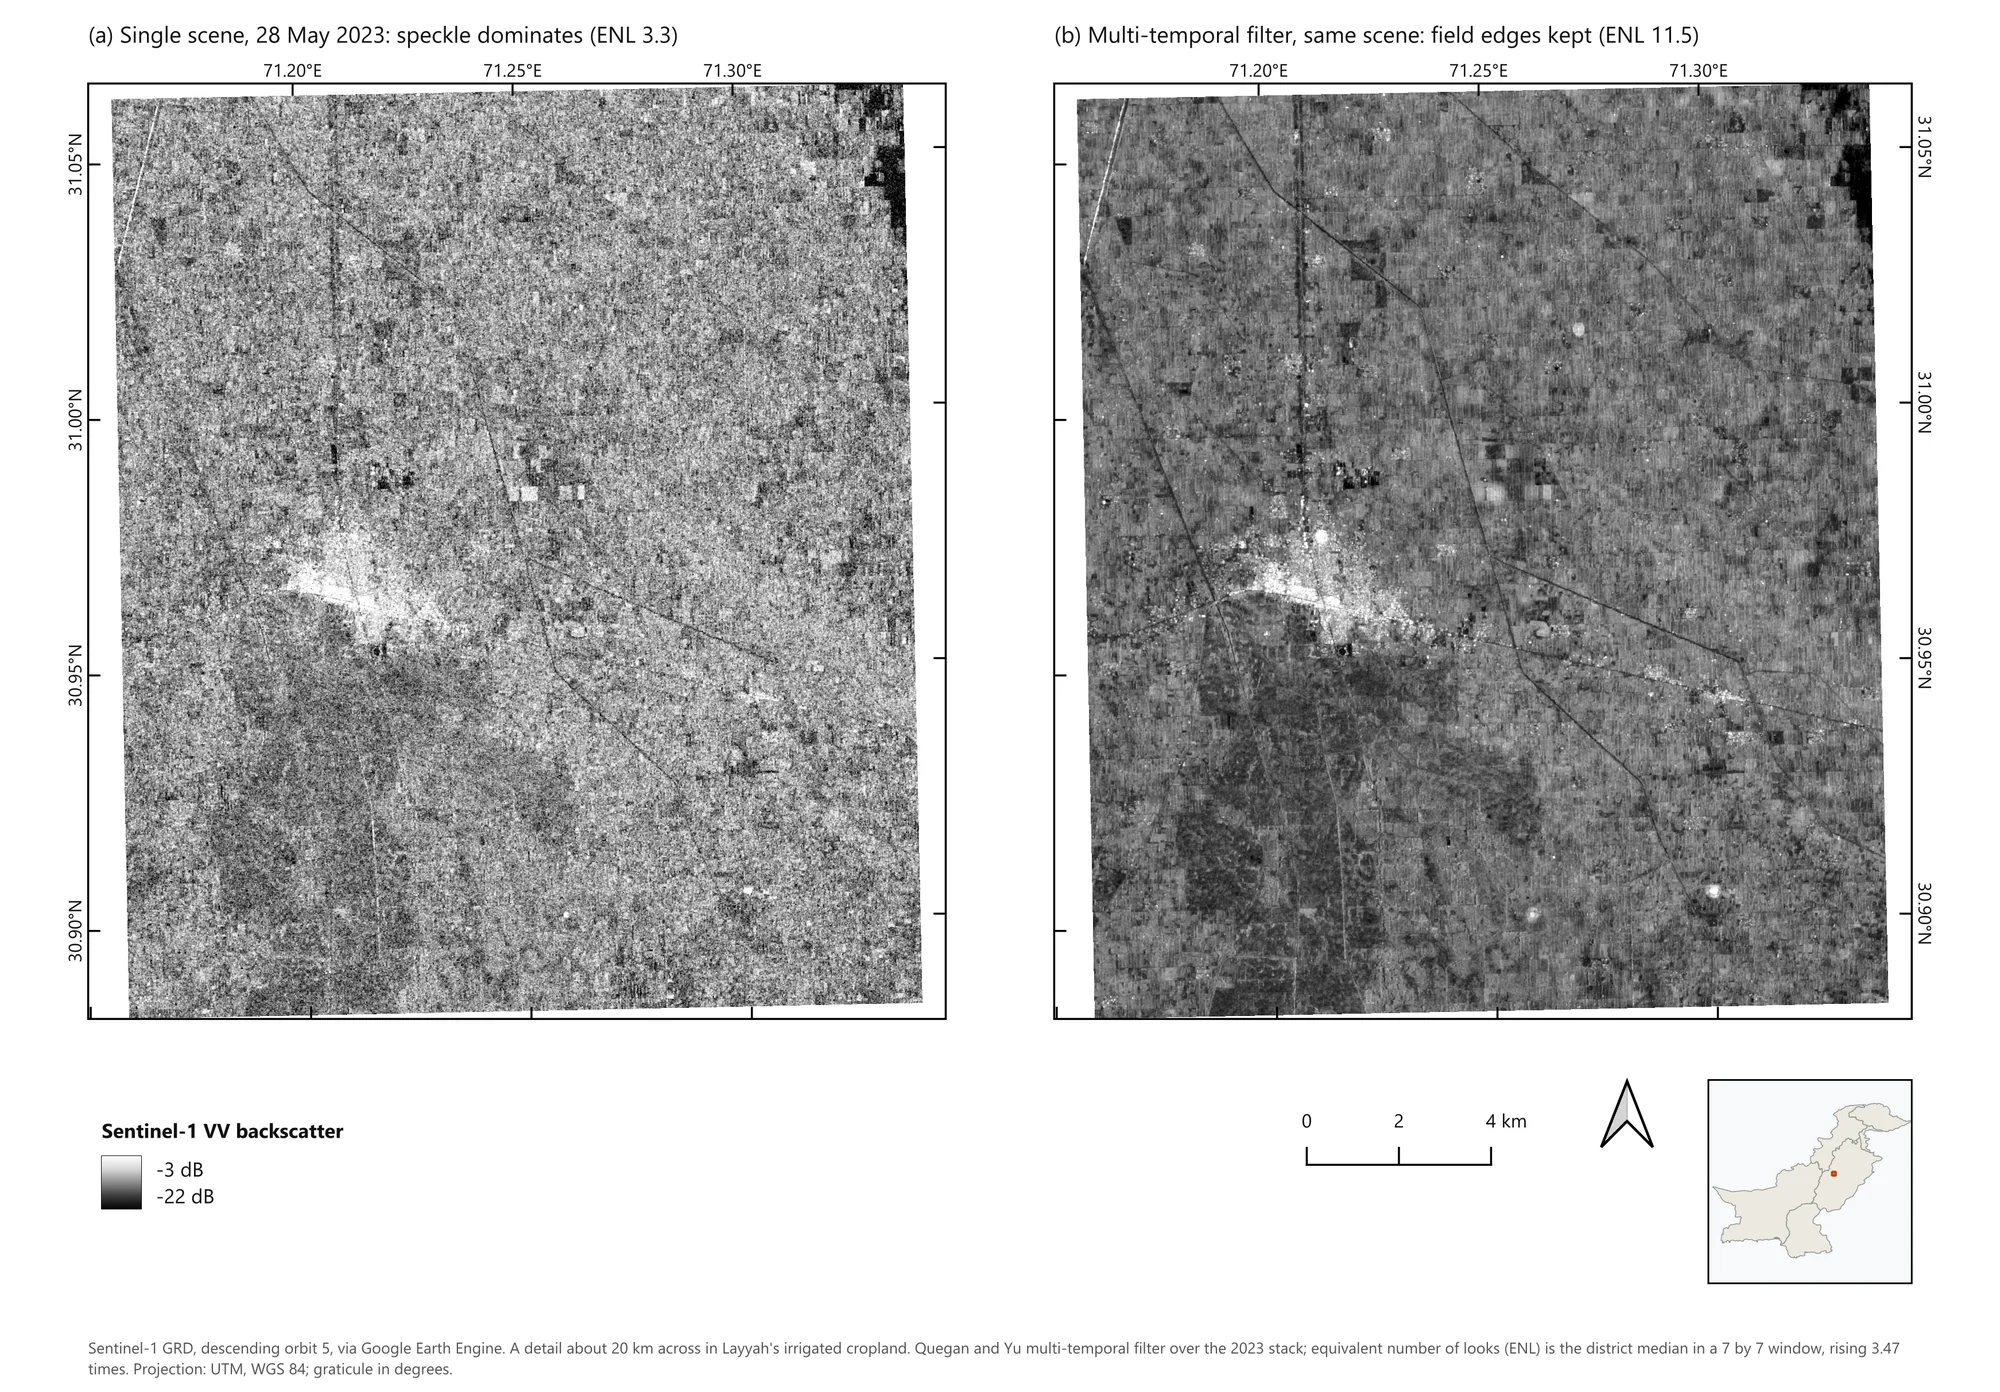 (a) Single scene, 28 May 2023: speckle dominates (ENL 3.3)
(b) Multi-temporal filter, same scene: field edges kept (ENL 11.5)
71.20°E 71.25°E 71.30°E
71.20°E 71.25°E 71.30°E
31.05°N
31.00°N
30.95°N
30.90°N
31.05°N
31.00°N
30.95°N
30.90°N
Sentinel-1 VV backscatter
-3 dB
-22 dB
0 2 4 km
Sentinel-1 GRD, descending orbit 5, via Google Earth Engine. A detail about 20 km across in Layyah's irrigated cropland. Quegan and Yu multi-temporal filter over the 2023 stack; equivalent number of looks (ENL) is the district median in a 7 by 7 window, rising 3.47
times. Projection: UTM, WGS 84; graticule in degrees.